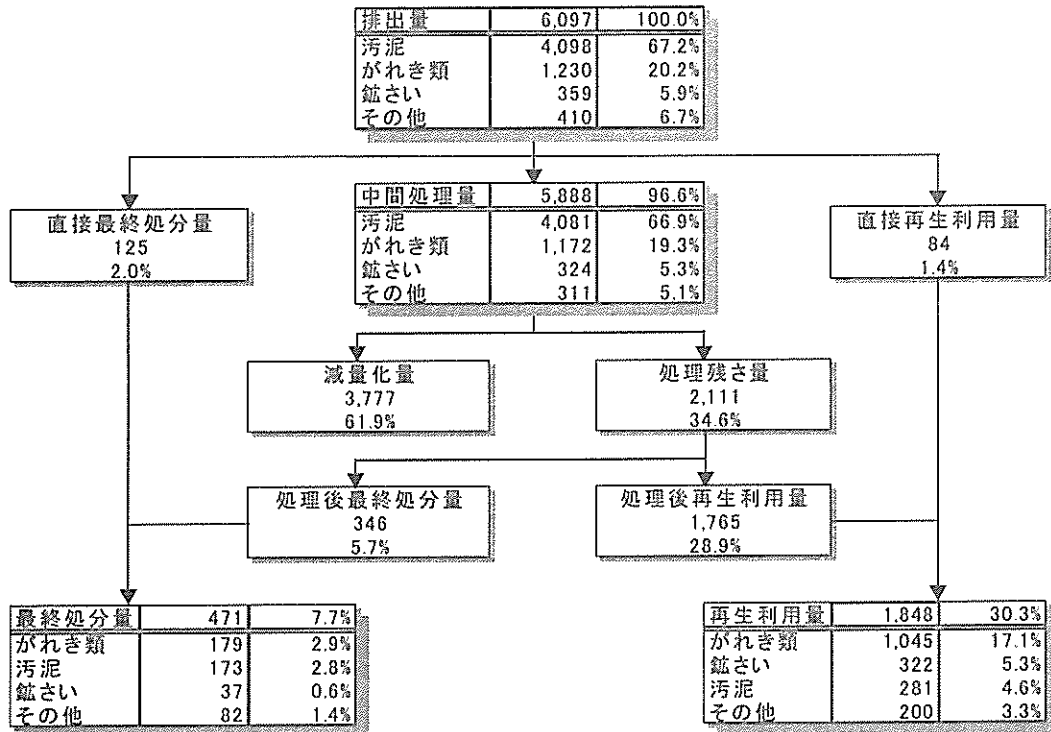 排出量 6,097 100.0%
汚泥 4,098 67.2%
がれき類 1,230 20.2%
鉱さい 359 5.9%
その他 410 6.7%
直接最終処分量
125
2.0%
中間処理量 5,888 96.6%
汚泥 4,081 66.9%
がれき類 1,172 19.3%
鉱さい 324 5.3%
その他 311 5.1%
直接再生利用量
84
1.4%
減量化量
3,777
61.9%
処理残さ量
2,111
34.6%
処理後最終処分量
346
5.7%
処理後再生利用量
1,765
28.9%
最終処分量 471 7.7%
がれき類 179 2.9%
汚泥 173 2.8%
鉱さい 37 0.6%
その他 82 1.4%
再生利用量 1,848 30.3%
がれき類 1,045 17.1%
鉱さい 322 5.3%
汚泥 281 4.6%
その他 200 3.3%